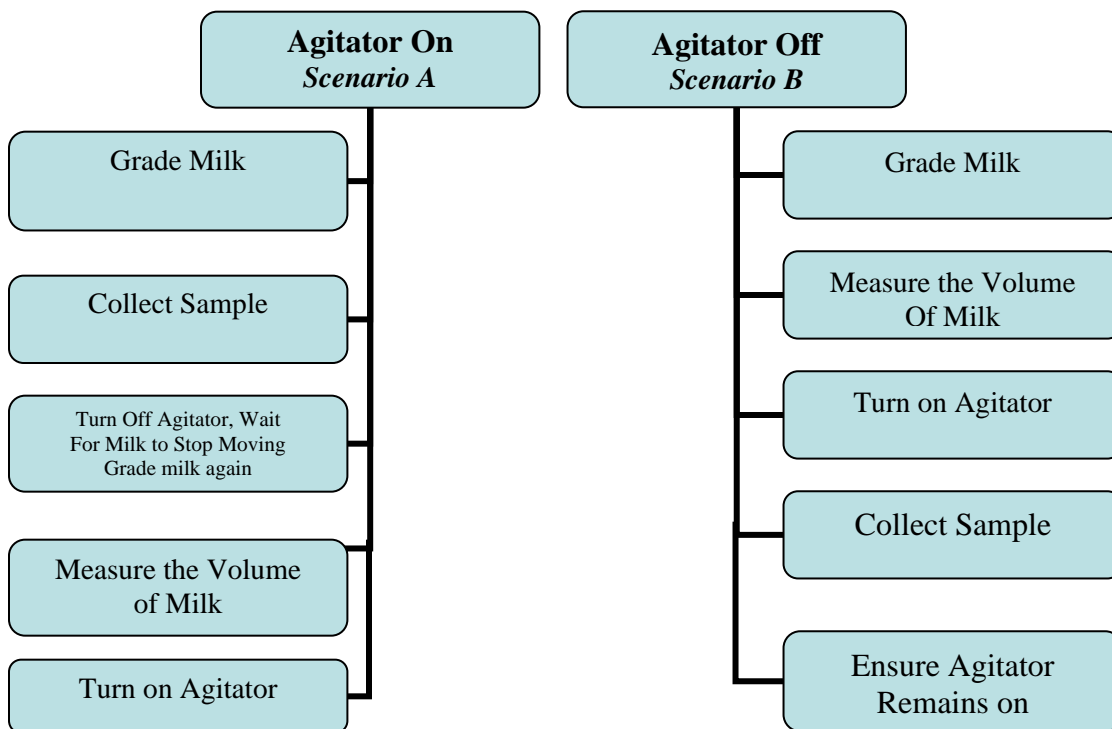 Agitator On
Scenario A
Grade Milk
Collect Sample
Turn Off Agitator, Wait
For Milk to Stop Moving
Grade milk again
Measure the Volume
of Milk
Turn on Agitator
Agitator Off
Scenario B
Grade Milk
Measure the Volume
Of Milk
Turn on Agitator
Collect Sample
Ensure Agitator
Remains on